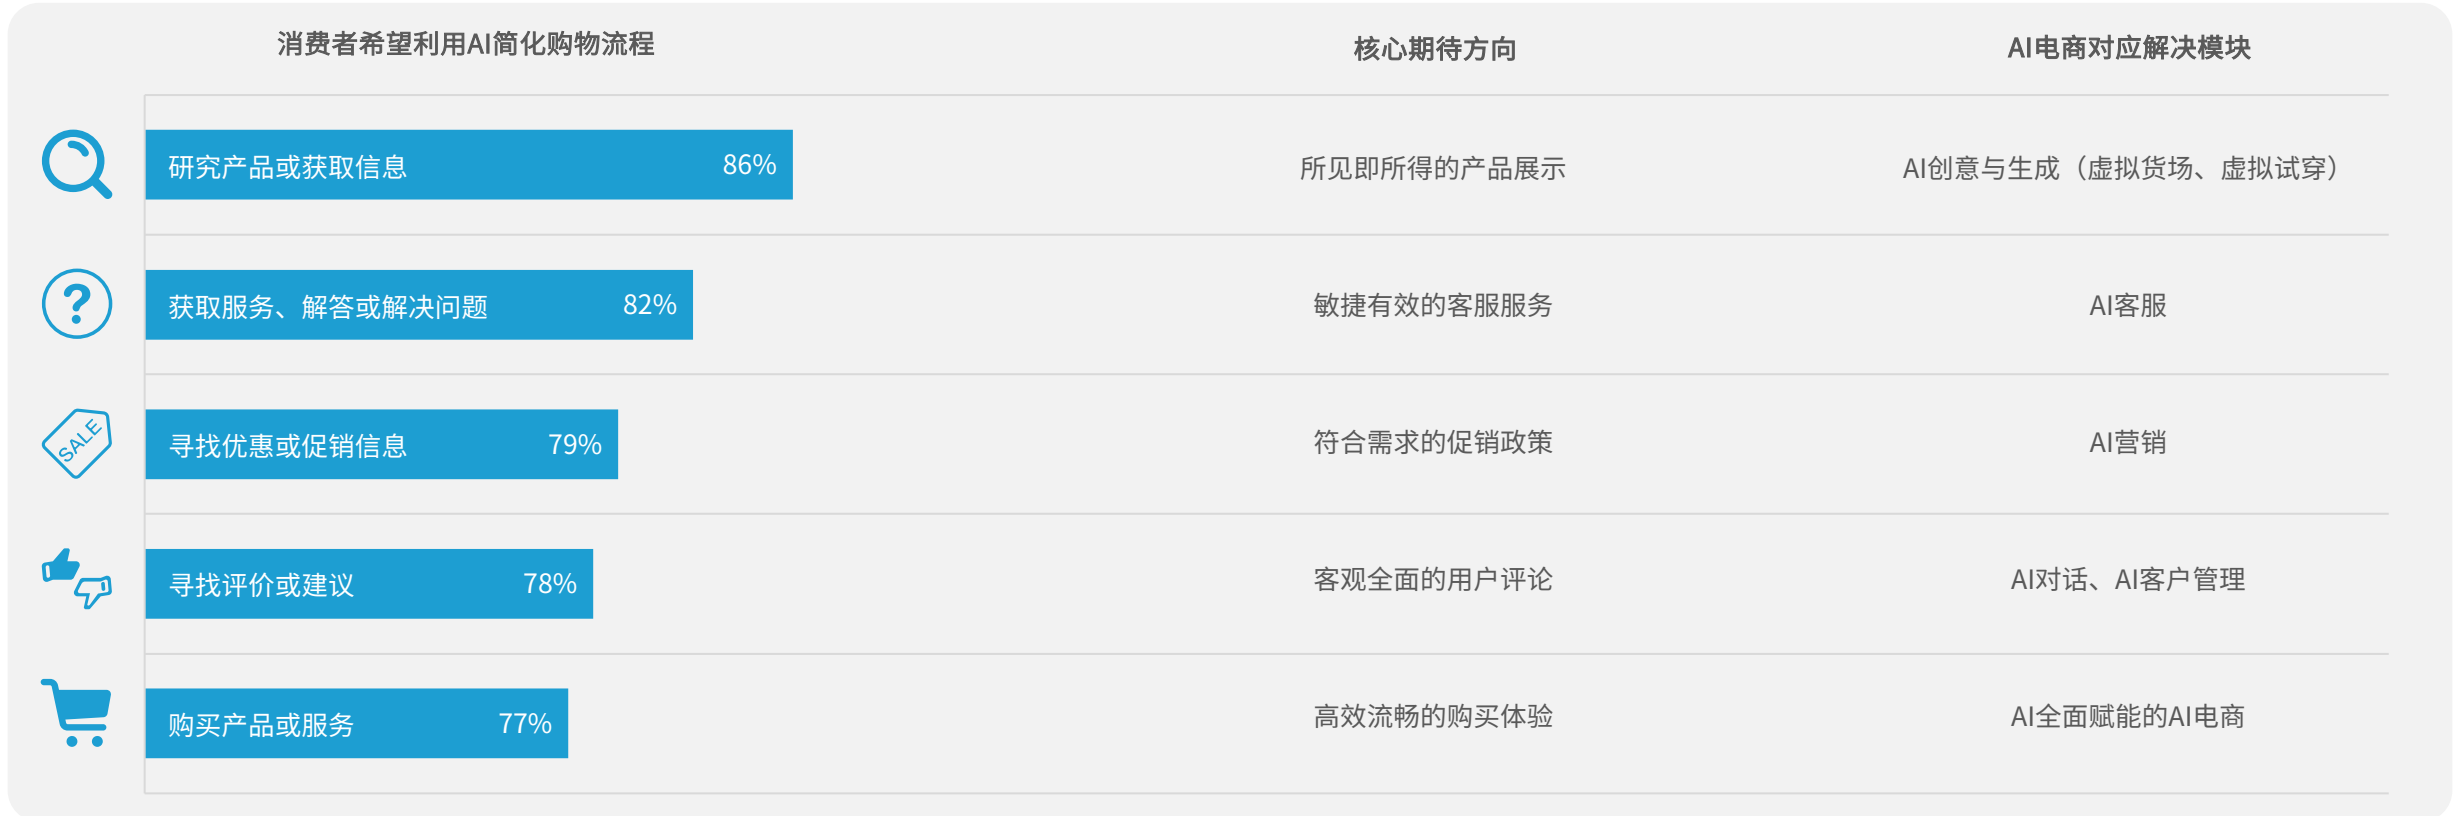 消费者希望利用AI简化购物流程
核心期待方向
AI电商对应解决模块
研究产品或获取信息 86%
所见即所得的产品展示
AI创意与生成（虚拟货场、虚拟试穿）
获取服务、解答或解决问题 82%
敏捷有效的客服服务
AI客服
SALE
寻找优惠或促销信息 79%
符合需求的促销政策
AI营销
寻找评价或建议 78%
客观全面的用户评论
AI对话、AI客户管理
购买产品或服务 77%
高效流畅的购买体验
AI全面赋能的AI电商